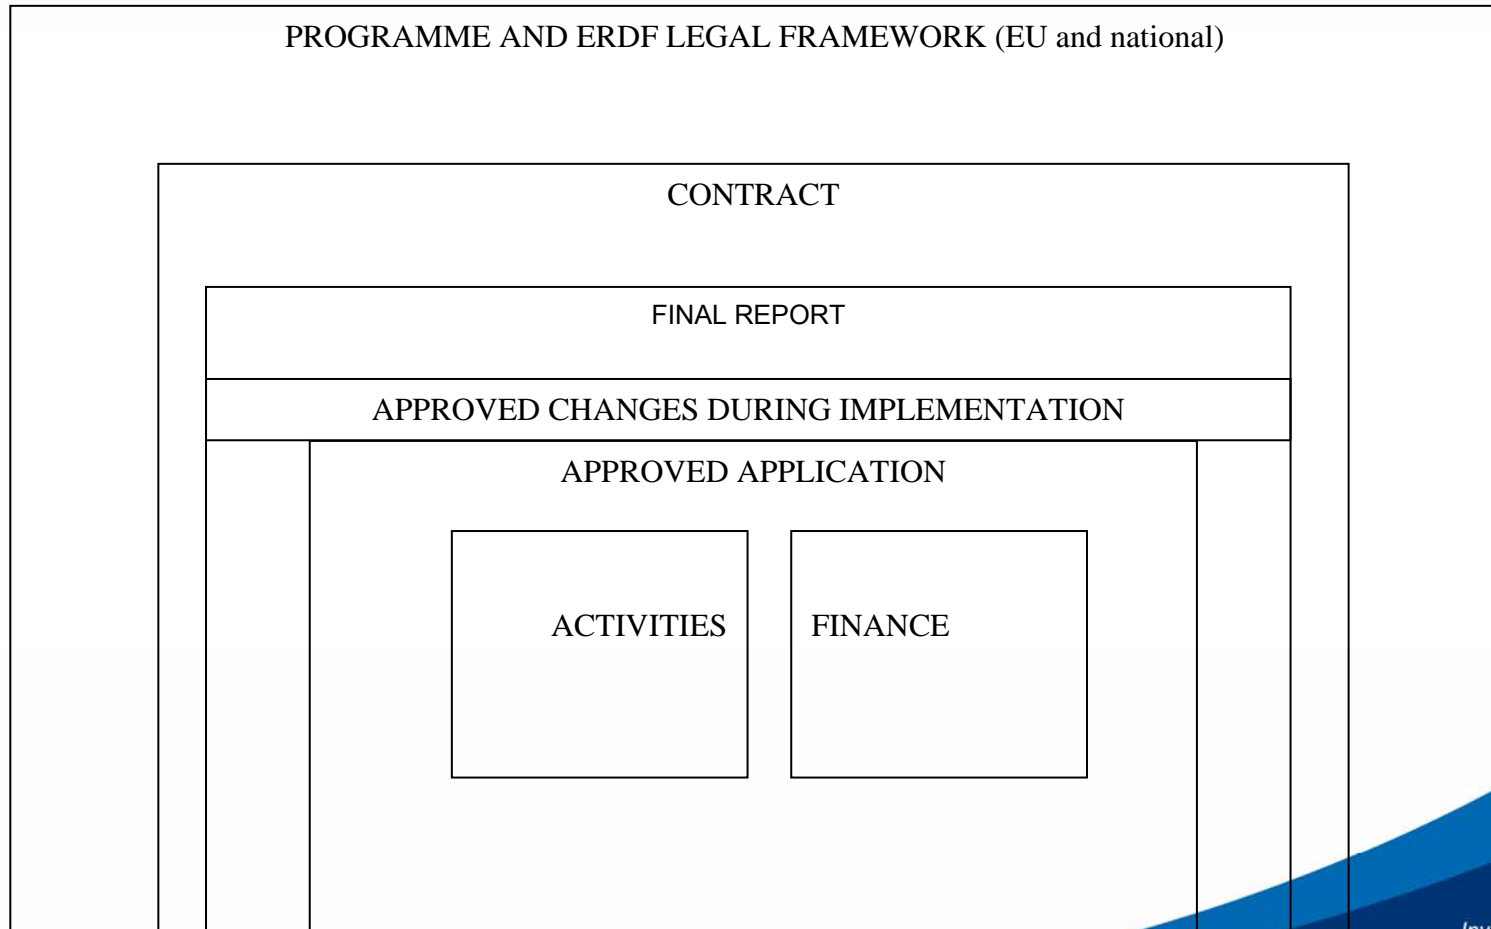 PROGRAMME AND ERDF LEGAL FRAMEWORK (EU and national)
CONTRACT
FINAL REPORT
APPROVED CHANGES DURING IMPLEMENTATION
APPROVED APPLICATION
ACTIVITIES FINANCE